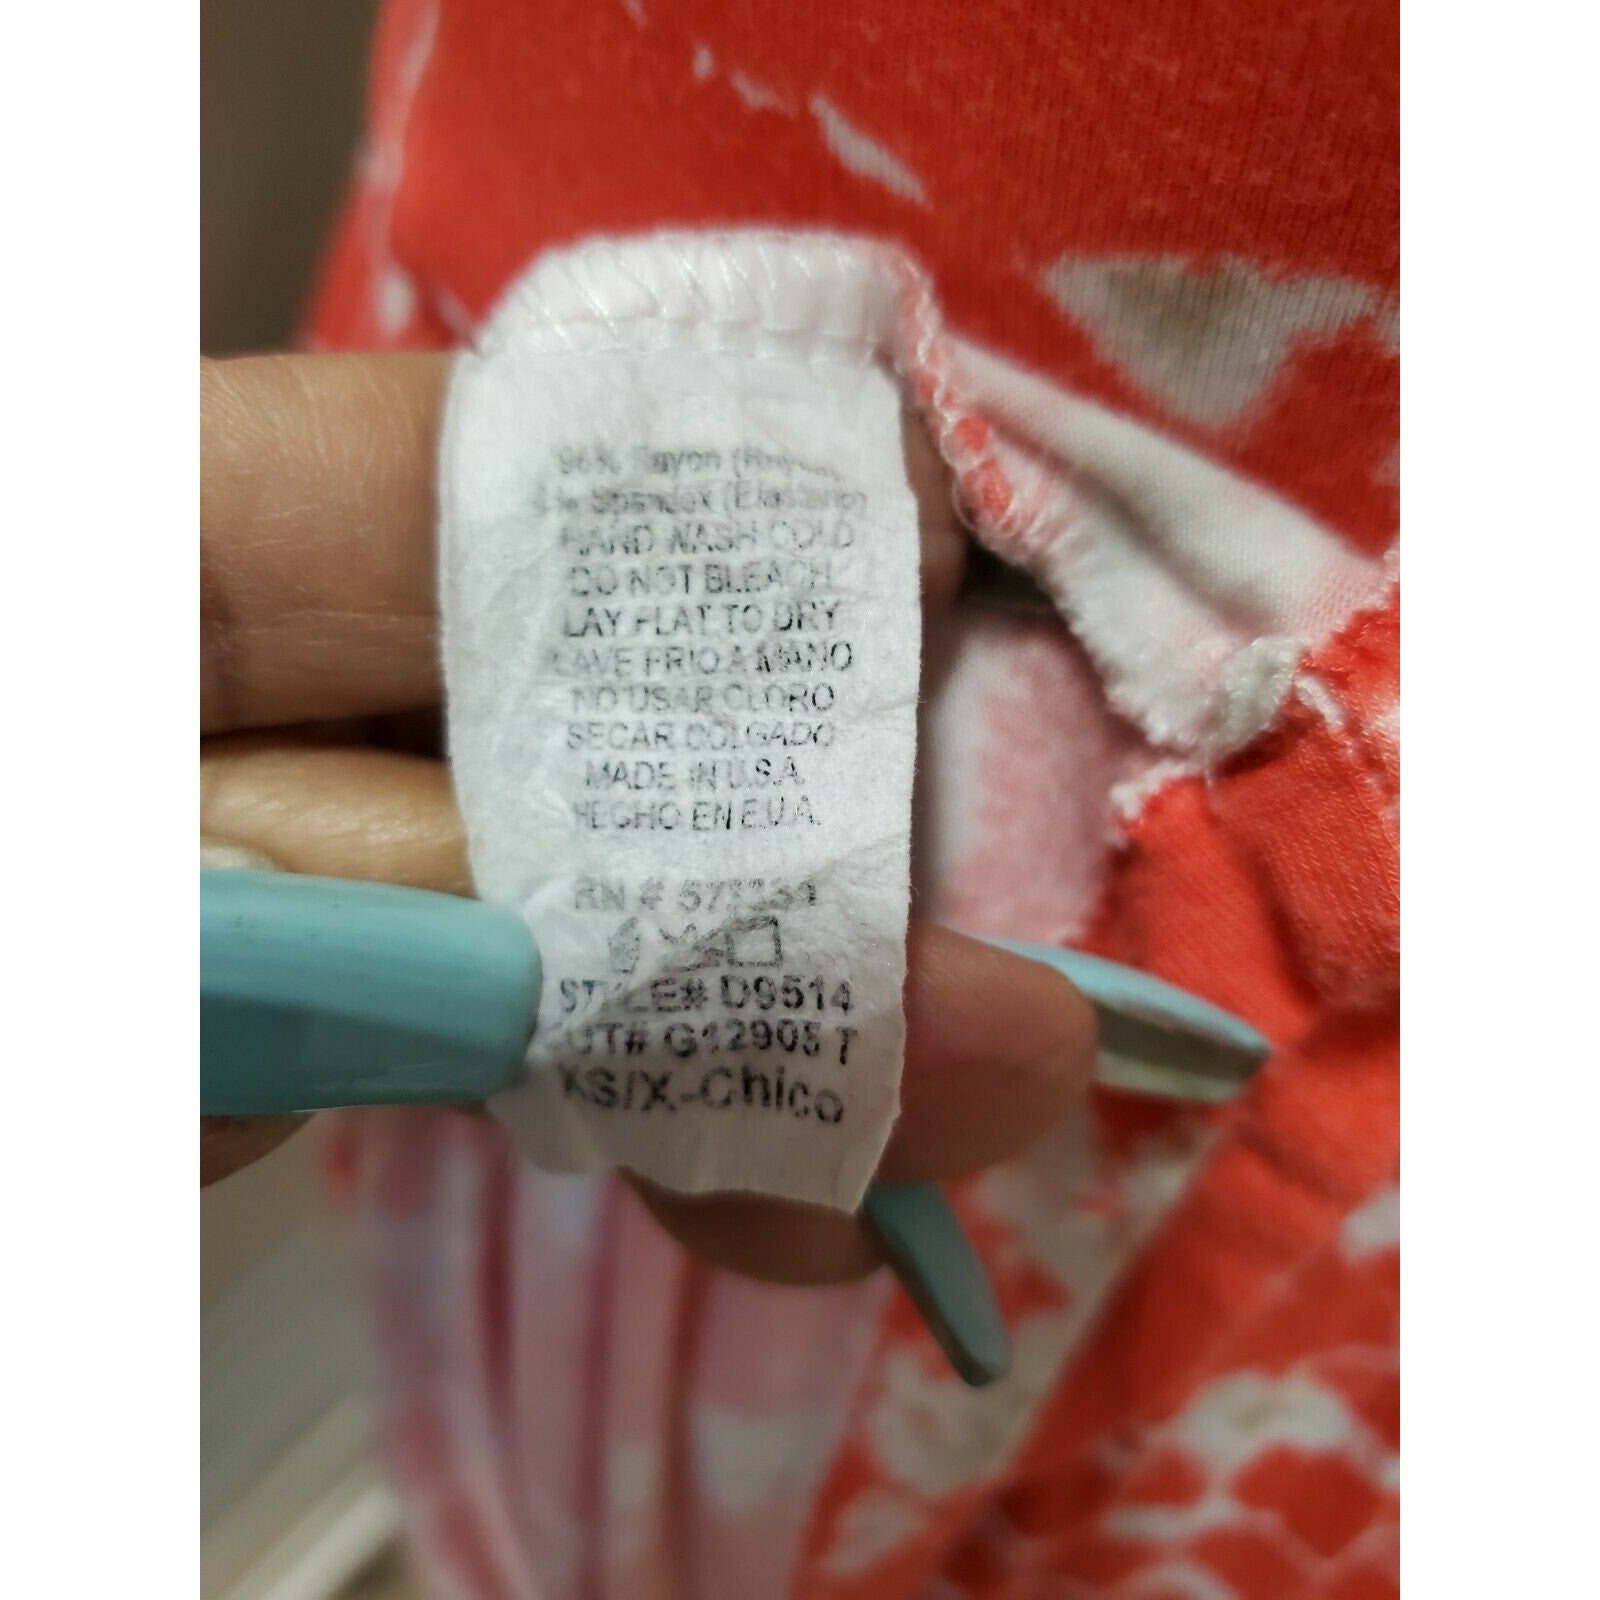 96% Rayon
4% Spandex (Elastano)
HAND WASH COLD
DO NOT BLEACH
LAY FLAT TO DRY
LAVE FRIO A MANO
NO USAR CLORO
SECAR COLGADO
MADE IN U.S.A.
HECHO EN E.U.A.
RN #
STYLE# D9514
CUT# G12905 T
XS/X-Chico